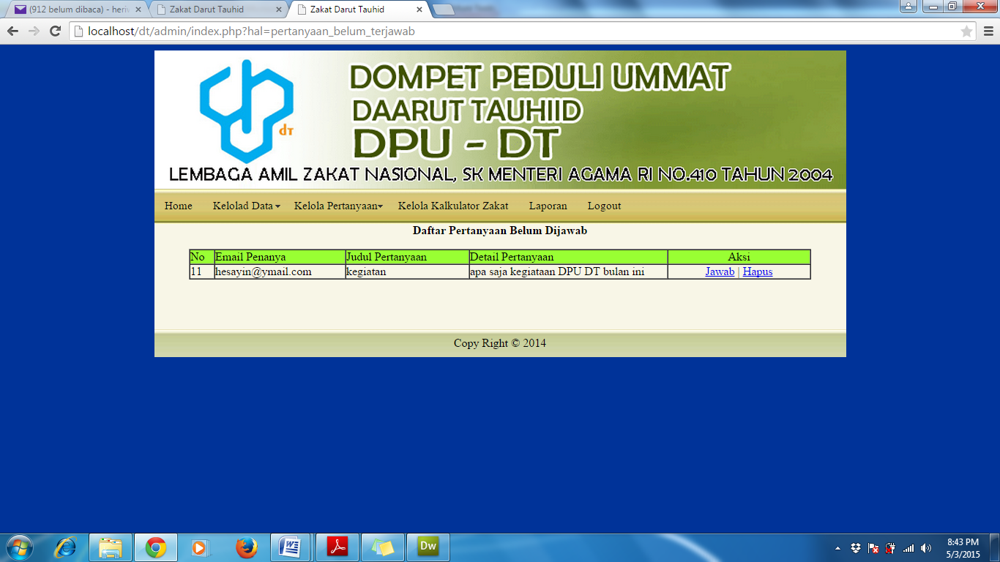 (912 belum dibaca) - heriv
Zakat Darut Tauhid
Zakat Darut Tauhid
localhost/dt/admin/index.php?hal=pertanyaan_belum_terjawab
DOMPET PEDULI UMMAT
DAARUT TAUHIID
DPU - DT
dT
LEMBAGA AMIL ZAKAT NASIONAL, SK MENTERI AGAMA RI NO.410 TAHUN 2004
Home Kelolad Data Kelola Pertanyaan Kelola Kalkulator Zakat Laporan Logout
Daftar Pertanyaan Belum Dijawab
No Email Penanya Judul Pertanyaan Detail Pertanyaan Aksi
11 hesayin@ymail.com kegiatan apa saja kegiataan DPU DT bulan ini Jawab | Hapus
Copy Right © 2014
Dw
8:43 PM
5/3/2015